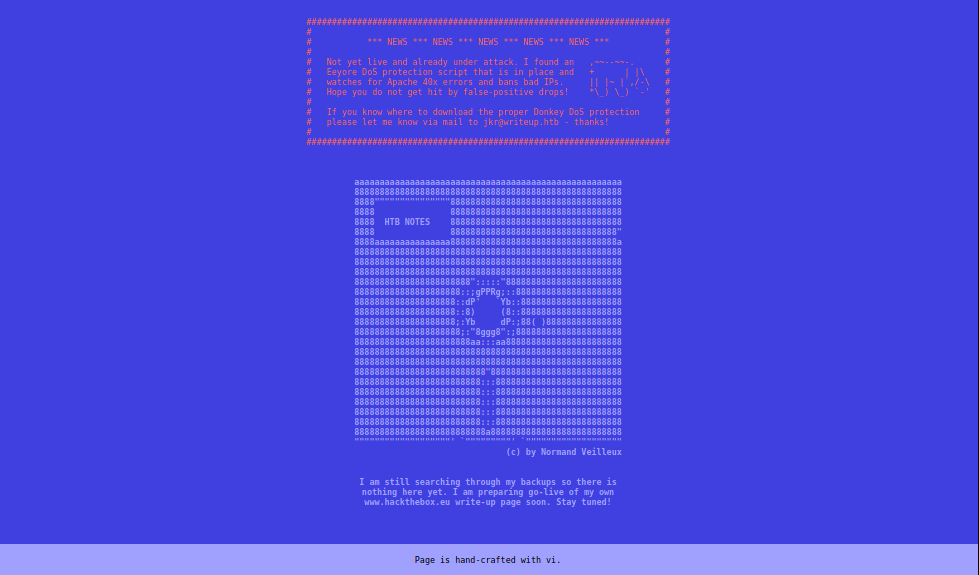 *** NEWS *** NEWS *** NEWS *** NEWS *** NEWS ***
Not yet live and already under attack. I found an
Eeyore DoS protection script that is in place and
watches for Apache 40x errors and bans bad IPs.
Hope you do not get hit by false-positive drops!
If you know where to download the proper Donkey DoS protection
please let me know via mail to jkr@writeup.htb - thanks!
HTB NOTES
(c) by Normand Veilleux
I am still searching through my backups so there is
nothing here yet. I am preparing go-live of my own
www.hackthebox.eu write-up page soon. Stay tuned!
Page is hand-crafted with vi.